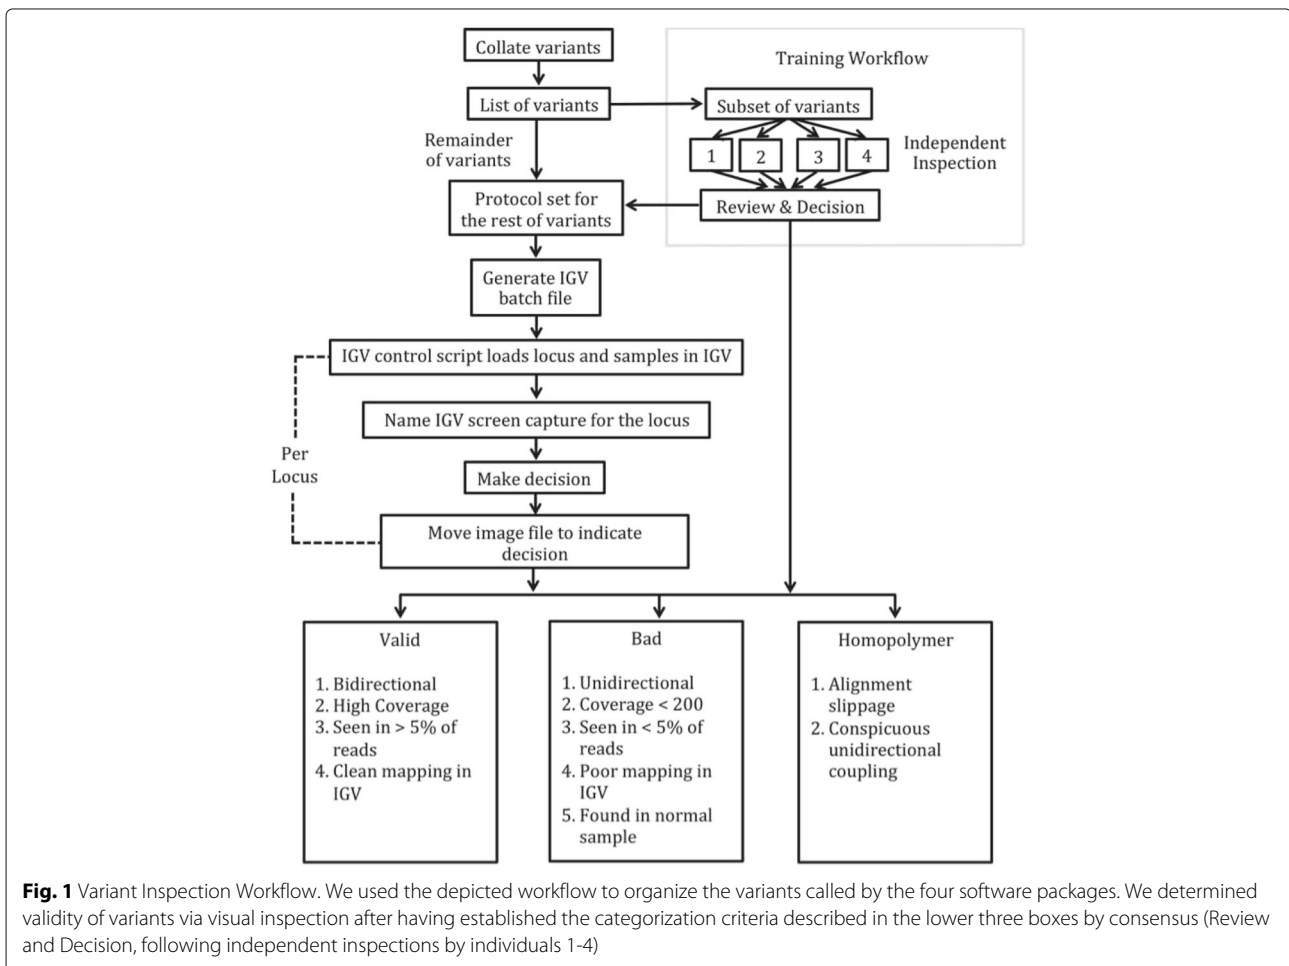 Collate variants
Training Workflow
List of variants
Subset of variants
Remainder
of variants
1
2
3
4
Independent
Inspection
Protocol set for
the rest of variants
Review & Decision
Generate IGV
batch file
IGV control script loads locus and samples in IGV
Name IGV screen capture for the locus
Per
Locus
Make decision
Move image file to indicate
decision
Valid
1. Bidirectional
2. High Coverage
3. Seen in > 5% of
reads
4. Clean mapping in
IGV
Bad
1. Unidirectional
2. Coverage < 200
3. Seen in < 5% of
reads
4. Poor mapping in
IGV
5. Found in normal
sample
Homopolymer
1. Alignment
slippage
2. Conspicuous
unidirectional
coupling
Fig. 1 Variant Inspection Workflow. We used the depicted workflow to organize the variants called by the four software packages. We determined
validity of variants via visual inspection after having established the categorization criteria described in the lower three boxes by consensus (Review
and Decision, following independent inspections by individuals 1-4)